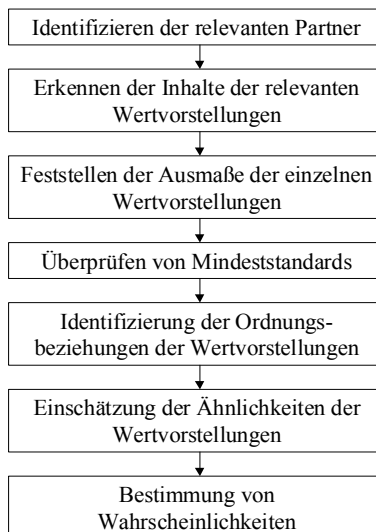 Identifizieren der relevanten Partner
Erkennen der Inhalte der relevanten
Wertvorstellungen
Feststellen der Ausmaße der einzelnen
Wertvorstellungen
Überprüfen von Mindeststandards
Identifizierung der Ordnungs-
beziehungen der Wertvorstellungen
Einschätzung der Ähnlichkeiten der
Wertvorstellungen
Bestimmung von
Wahrscheinlichkeiten